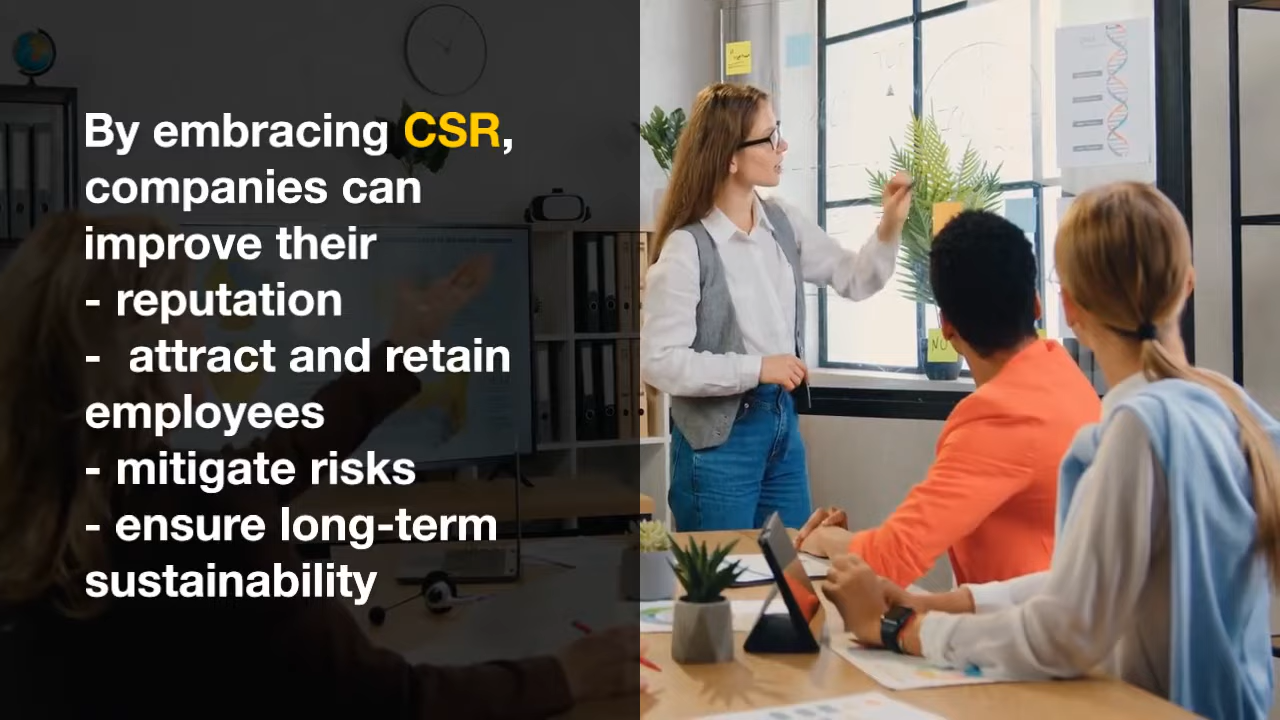 By embracing CSR,
companies can
improve their
- reputation
-  attract and retain
employees
- mitigate risks
- ensure long-term
sustainability